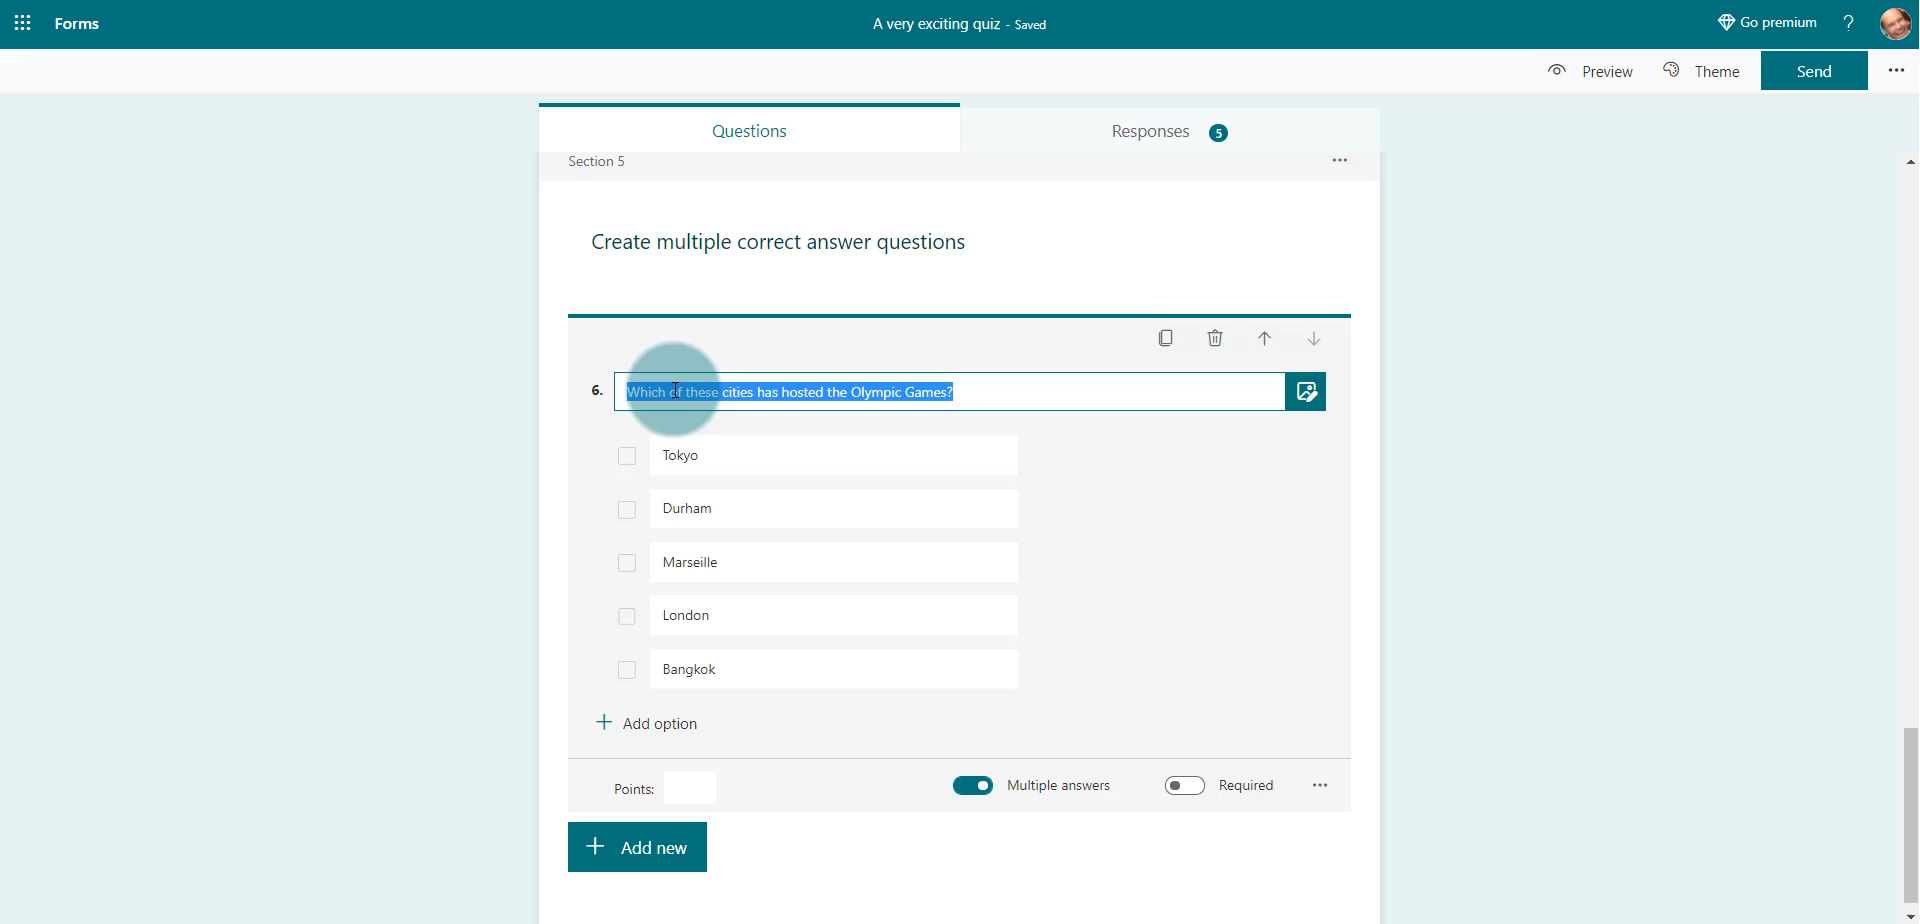 Forms
A very exciting quiz - Saved
Go premium
?
Preview
Theme
Send
Questions
Responses 5
Section 5
Create multiple correct answer questions
6. Which of these cities has hosted the Olympic Games?
Tokyo
Durham
Marseille
London
Bangkok
+ Add option
Points:
Multiple answers
Required
+ Add new